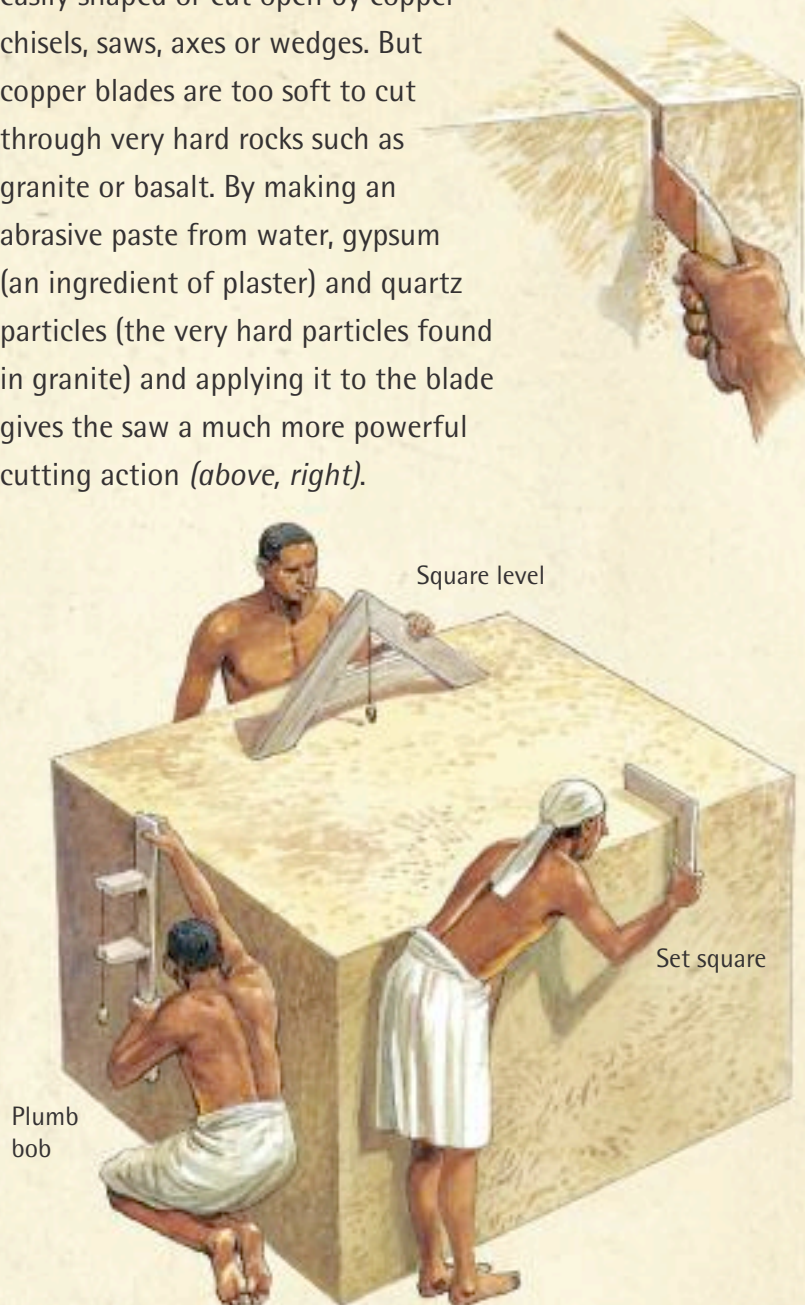 easily shaped or cut open by copper
chisels, saws, axes or wedges. But
copper blades are too soft to cut
through very hard rocks such as
granite or basalt. By making an
abrasive paste from water, gypsum
(an ingredient of plaster) and quartz
particles (the very hard particles found
in granite) and applying it to the blade
gives the saw a much more powerful
cutting action (above, right).
Square level
Set square
Plumb
bob